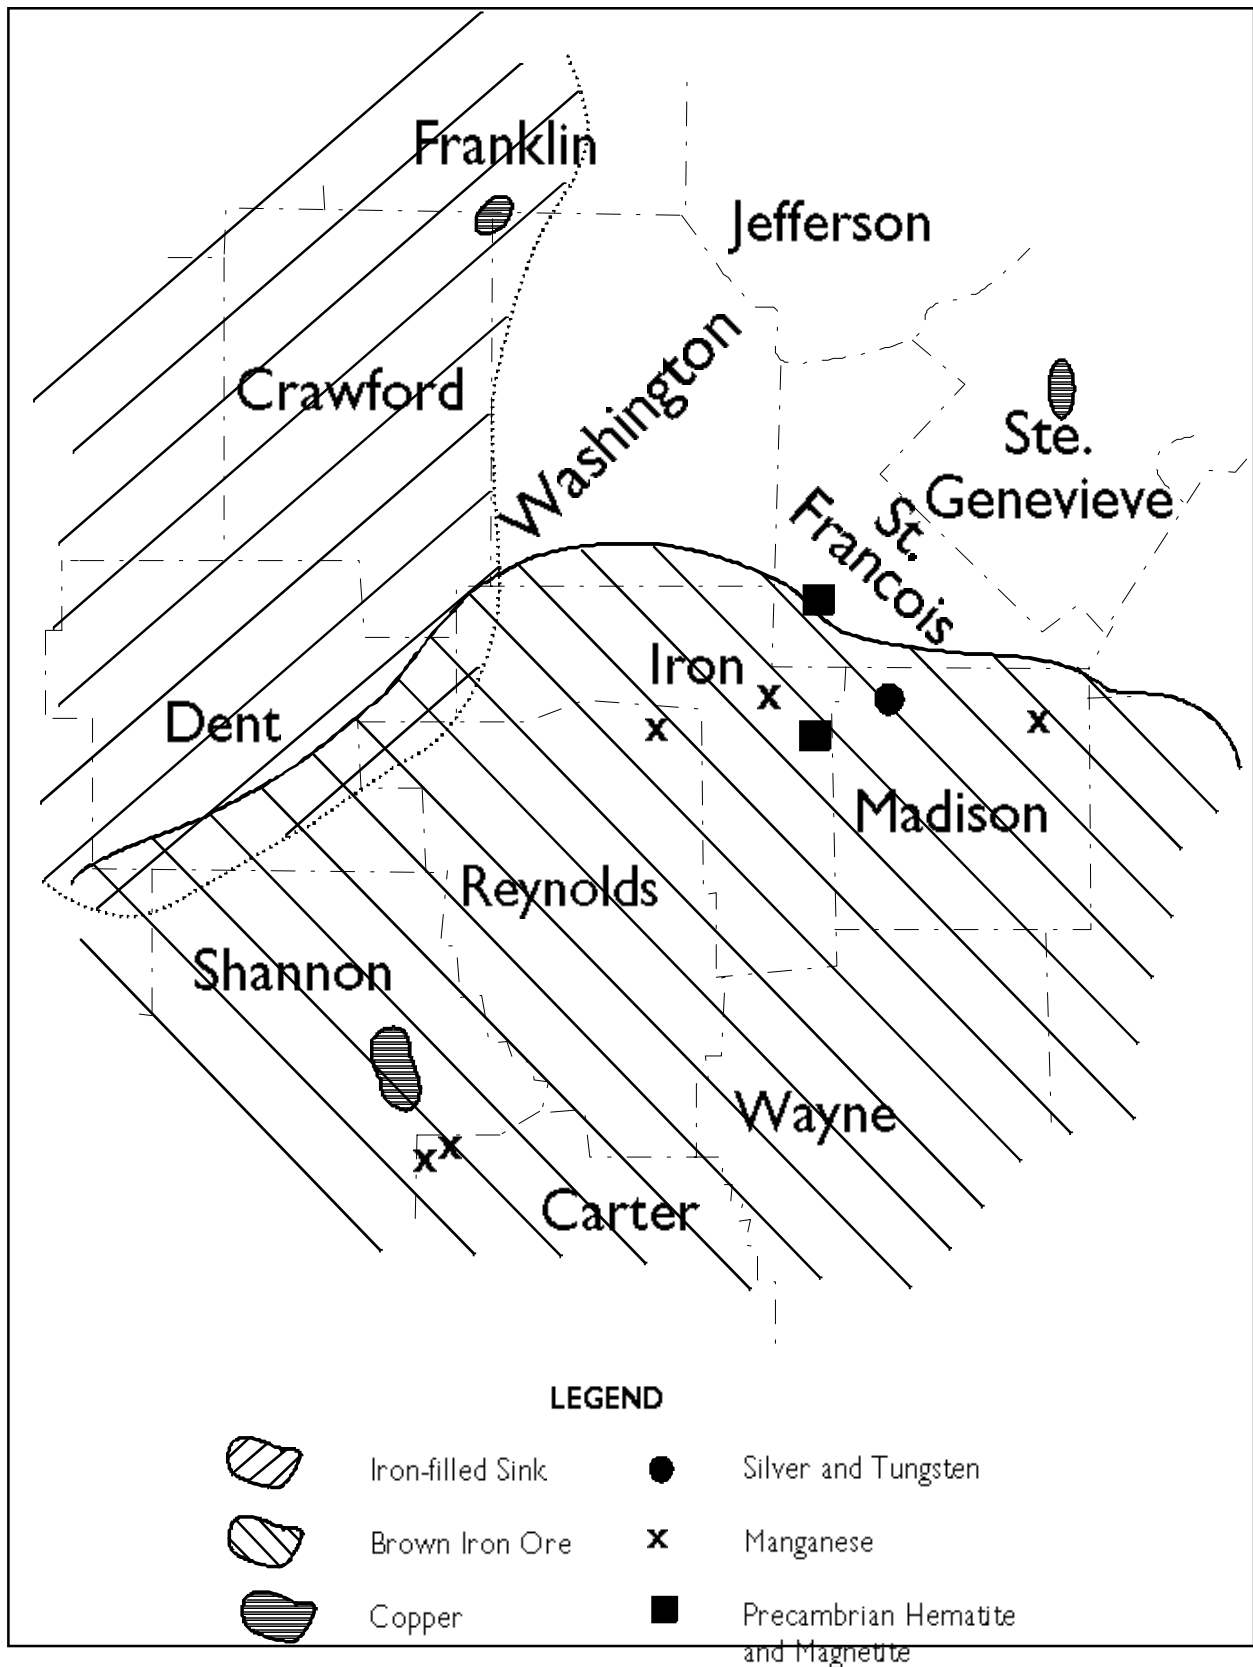 Franklin
Jefferson
Crawford
Washington
Ste.
Genevieve
St.
Francois
Iron
x
x
x
Dent
Madison
Reynolds
Shannon
Wayne
x
x
Carter
LEGEND
Iron-filled Sink
Silver and Tungsten
Brown Iron Ore
x
Manganese
Copper
Precambrian Hematite
and Magnetite